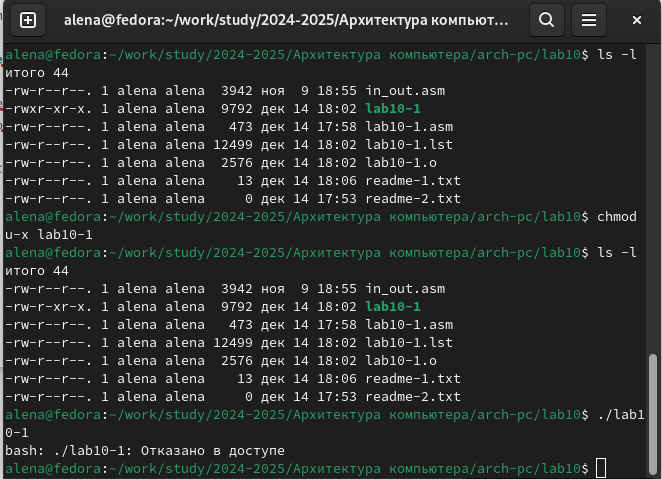 alena@fedora:~/work/study/2024-2025/Архитектура компьют...
alena@fedora:~/work/study/2024-2025/Архитектура компьютера/arch-pc/lab10$ ls -l
итого 44
-rw-r--r--. 1 alena alena  3942 ноя  9 18:55 in_out.asm
-rwxr-xr-x. 1 alena alena  9792 дек 14 18:02 lab10-1
-rw-r--r--. 1 alena alena   473 дек 14 17:58 lab10-1.asm
-rw-r--r--. 1 alena alena 12499 дек 14 18:02 lab10-1.lst
-rw-r--r--. 1 alena alena  2576 дек 14 18:02 lab10-1.o
-rw-r--r--. 1 alena alena    13 дек 14 18:06 readme-1.txt
-rw-r--r--. 1 alena alena     0 дек 14 17:53 readme-2.txt
alena@fedora:~/work/study/2024-2025/Архитектура компьютера/arch-pc/lab10$ chmod
u-x lab10-1
alena@fedora:~/work/study/2024-2025/Архитектура компьютера/arch-pc/lab10$ ls -l
итого 44
-rw-r--r--. 1 alena alena  3942 ноя  9 18:55 in_out.asm
-rw-r-xr-x. 1 alena alena  9792 дек 14 18:02 lab10-1
-rw-r--r--. 1 alena alena   473 дек 14 17:58 lab10-1.asm
-rw-r--r--. 1 alena alena 12499 дек 14 18:02 lab10-1.lst
-rw-r--r--. 1 alena alena  2576 дек 14 18:02 lab10-1.o
-rw-r--r--. 1 alena alena    13 дек 14 18:06 readme-1.txt
-rw-r--r--. 1 alena alena     0 дек 14 17:53 readme-2.txt
alena@fedora:~/work/study/2024-2025/Архитектура компьютера/arch-pc/lab10$ ./lab1
0-1
bash: ./lab10-1: Отказано в доступе
alena@fedora:~/work/study/2024-2025/Архитектура компьютера/arch-pc/lab10$